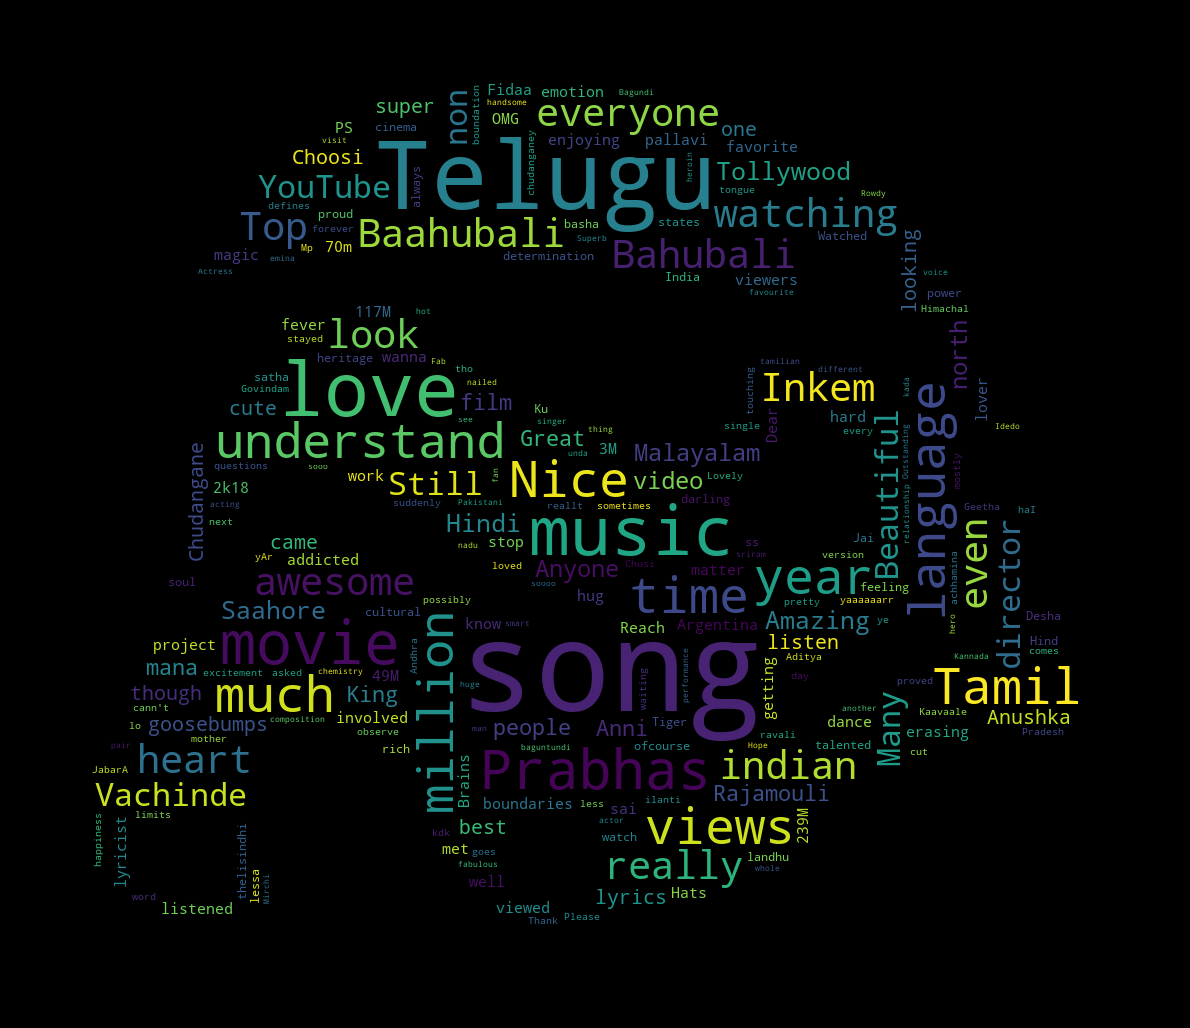 Fidaa emotion Bagundi
handsome
super non boundation OMG everyone
PS cinema
visit
Choosi always Telugu chudanganey enjoying pallavi heroin one favorite
YouTube Tollywood
tongue Rowdy
defines
Top proud forever Baahubali basha states watching
Mp 70m Superb Watched
magic emina determination Bahubali looking
Actress India viewers voice
favourite power
117M hot Himachal
fever look north
stayed
heritage wanna Fab tamilian different
satha love tho nailed touching Inkem kada lover
Govindam
cute film Ku Dear hard Idedo
see singer thing single every
understand Great unda 3M Malayalam Beautiful Outstanding language mostly
questions sooo
chudangane 2k18 work Still fan Nice video Lovely
acting suddenly Pakistani reallt sometimes darling Geetha
next Hindi music ss Jai relationship even director haI
came nadu stop sriram
yAr addicted loved Anyone Ghusi matter version
soul awesome soooo hug time year feeling achhamina
possibly pretty yaaaaaarr
Saahore cultural know smart Reach Argentina Amazing ye hero Desha
project movie million Andhra song listen Hind
mana excitement asked chemistry waiting performance Aditya Kannada comes
though much King 49M huge getting day proved Tamil
cann't another
lo goosebumps composition involved mum people Anni Tiger dance Many Kaavaale Anushka
mother observe ravali erasing Pradesh
pair heart rich baguntundi ofcourse Hope talented cut
JabarA Brains Prabhas indian
Vachinde boundaries less ilanti Rajamouli
limits sai
happiness lyricist thelisindhi kdk best actor views 239M
met goes watch
fabulous really landhu
lessa Mirchi well whole
word lyrics Hats
listened viewed
Thank Please